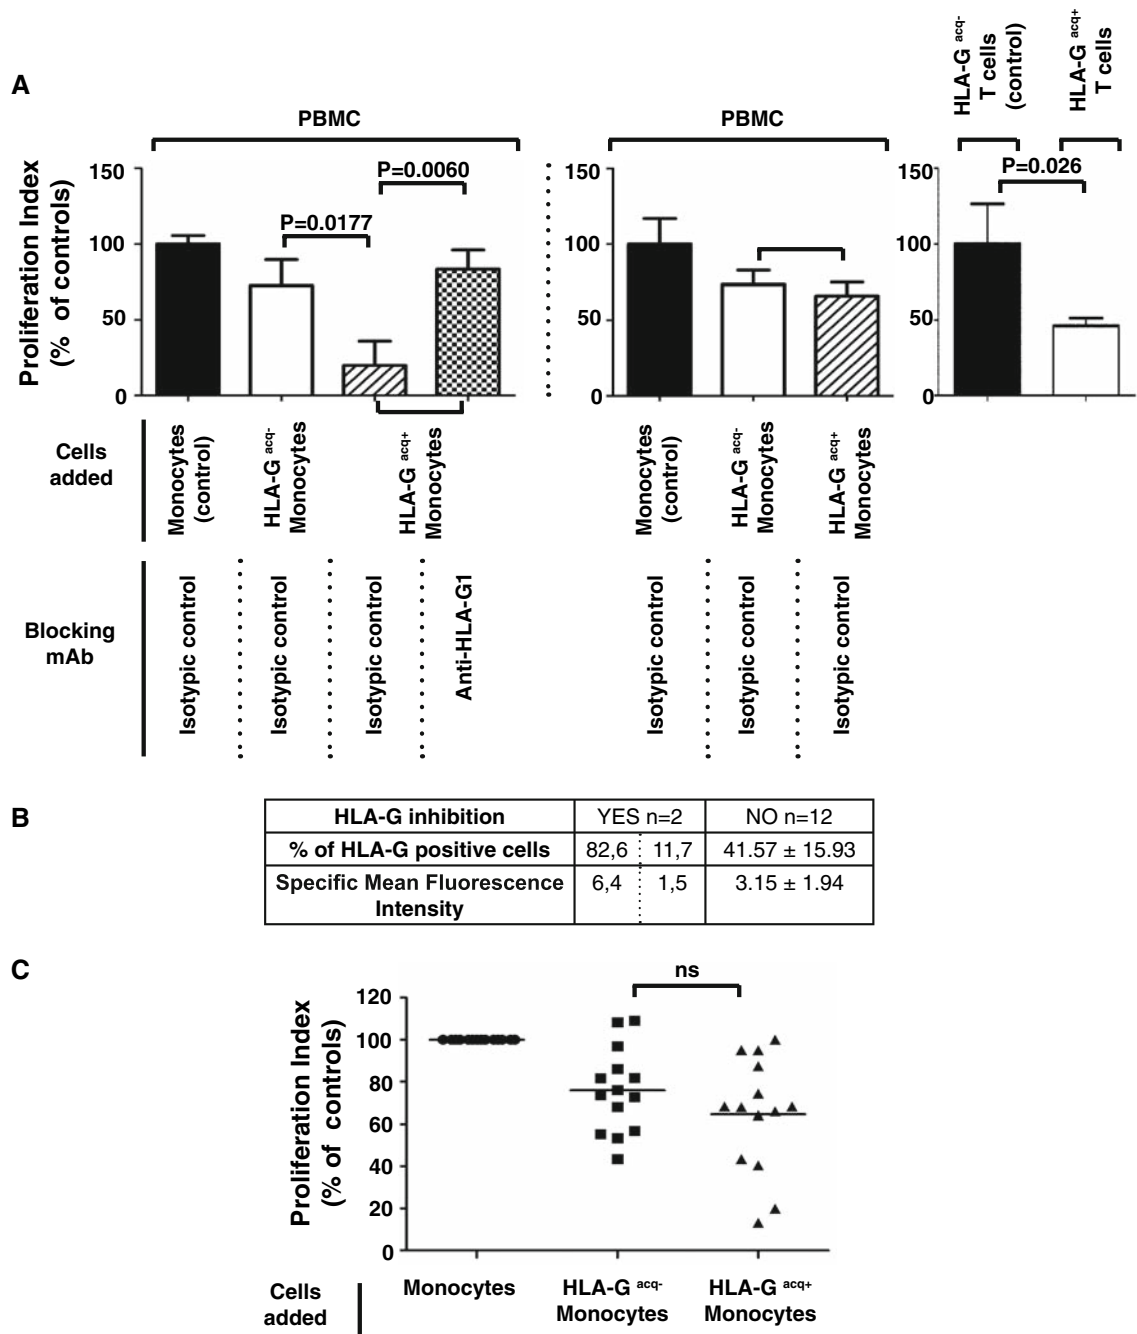 A
PBMC
Proliferation Index
(% of controls)
150
100
50
0
P=0.0177
P=0.0060
PBMC
150
100
50
0
HLA-G acq-
T cells
(control)
HLA-G acq+
T cells
P=0.026
150
100
50
0
Cells
added
Monocytes
(control)
HLA-G acq-
Monocytes
HLA-G acq+
Monocytes
Monocytes
(control)
HLA-G acq-
Monocytes
HLA-G acq+
Monocytes
Blocking
mAb
Isotypic control
Isotypic control
Isotypic control
Anti-HLA-G1
Isotypic control
Isotypic control
Isotypic control
B
HLA-G inhibition YES n=2 NO n=12
% of HLA-G positive cells 82,6 11,7 41.57 ± 15.93
Specific Mean Fluorescence 6,4 1,5 3.15 ± 1.94
Intensity
C
Proliferation Index
(% of controls)
120
100
80
60
40
20
0
ns
Cells
added
Monocytes
HLA-G acq-
Monocytes
HLA-G acq+
Monocytes